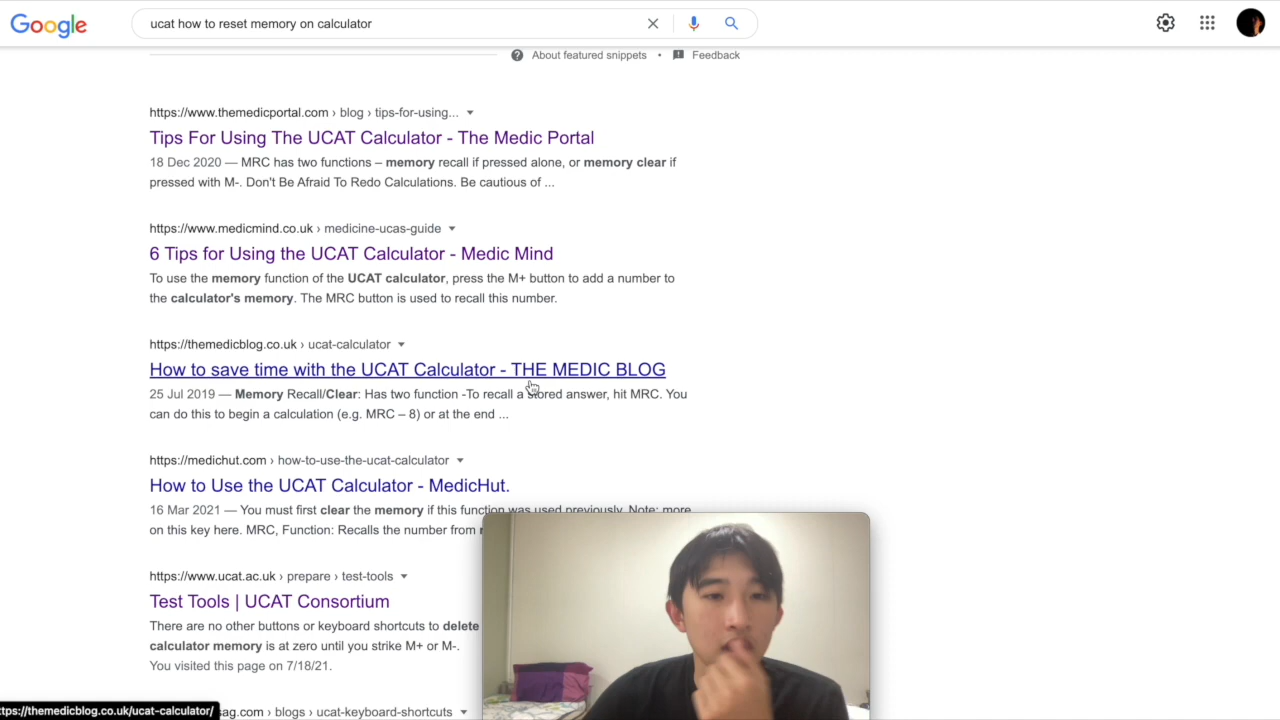 Google
ucat how to reset memory on calculator
About featured snippets • Feedback
https://www.themedicportal.com › blog › tips-for-using...
Tips For Using The UCAT Calculator - The Medic Portal
18 Dec 2020 — MRC has two functions – memory recall if pressed alone, or memory clear if
pressed with M-. Don't Be Afraid To Redo Calculations. Be cautious of ...
https://www.medicmind.co.uk › medicine-ucas-guide
6 Tips for Using the UCAT Calculator - Medic Mind
To use the memory function of the UCAT calculator, press the M+ button to add a number to
the calculator's memory. The MRC button is used to recall this number.
https://themedicblog.co.uk › ucat-calculator
How to save time with the UCAT Calculator - THE MEDIC BLOG
25 Jul 2019 — Memory Recall/Clear: Has two function -To recall a stored answer, hit MRC. You
can do this to begin a calculation (e.g. MRC – 8) or at the end ...
https://medichut.com › how-to-use-the-ucat-calculator
How to Use the UCAT Calculator - MedicHut.
16 Mar 2021 — You must first clear the memory if this function was used previously. Note: more
on this key here. MRC, Function: Recalls the number from
https://www.ucat.ac.uk › prepare › test-tools
Test Tools | UCAT Consortium
There are no other buttons or keyboard shortcuts to delete
calculator memory is at zero until you strike M+ or M-.
You visited this page on 7/18/21.
ttps://themedicblog.co.uk/ucat-calculator/ ag.com › blogs › ucat-keyboard-shortcuts